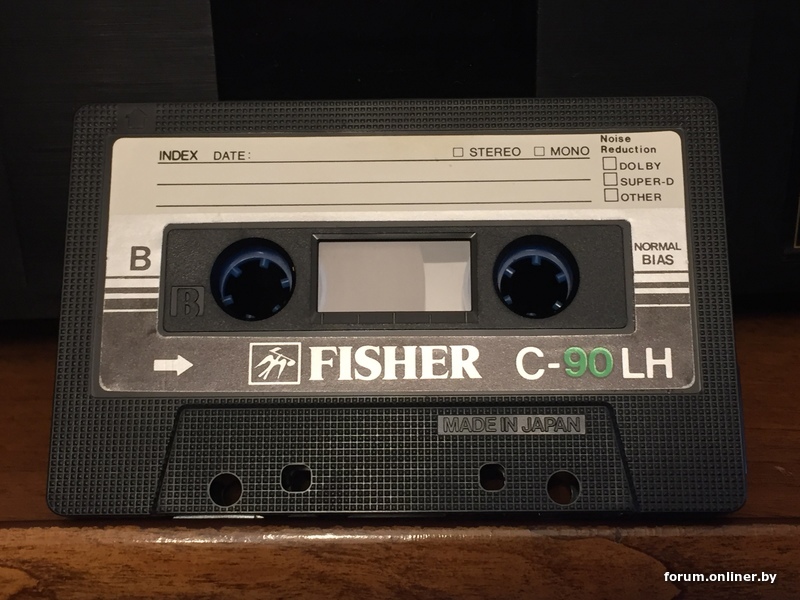 INDEX DATE: STEREO MONO
Noise
Reduction
DOLBY
SUPER-D
OTHER
B
NORMAL
BIAS
B
FISHER C-90 LH
MADE IN JAPAN
forum.onliner.by